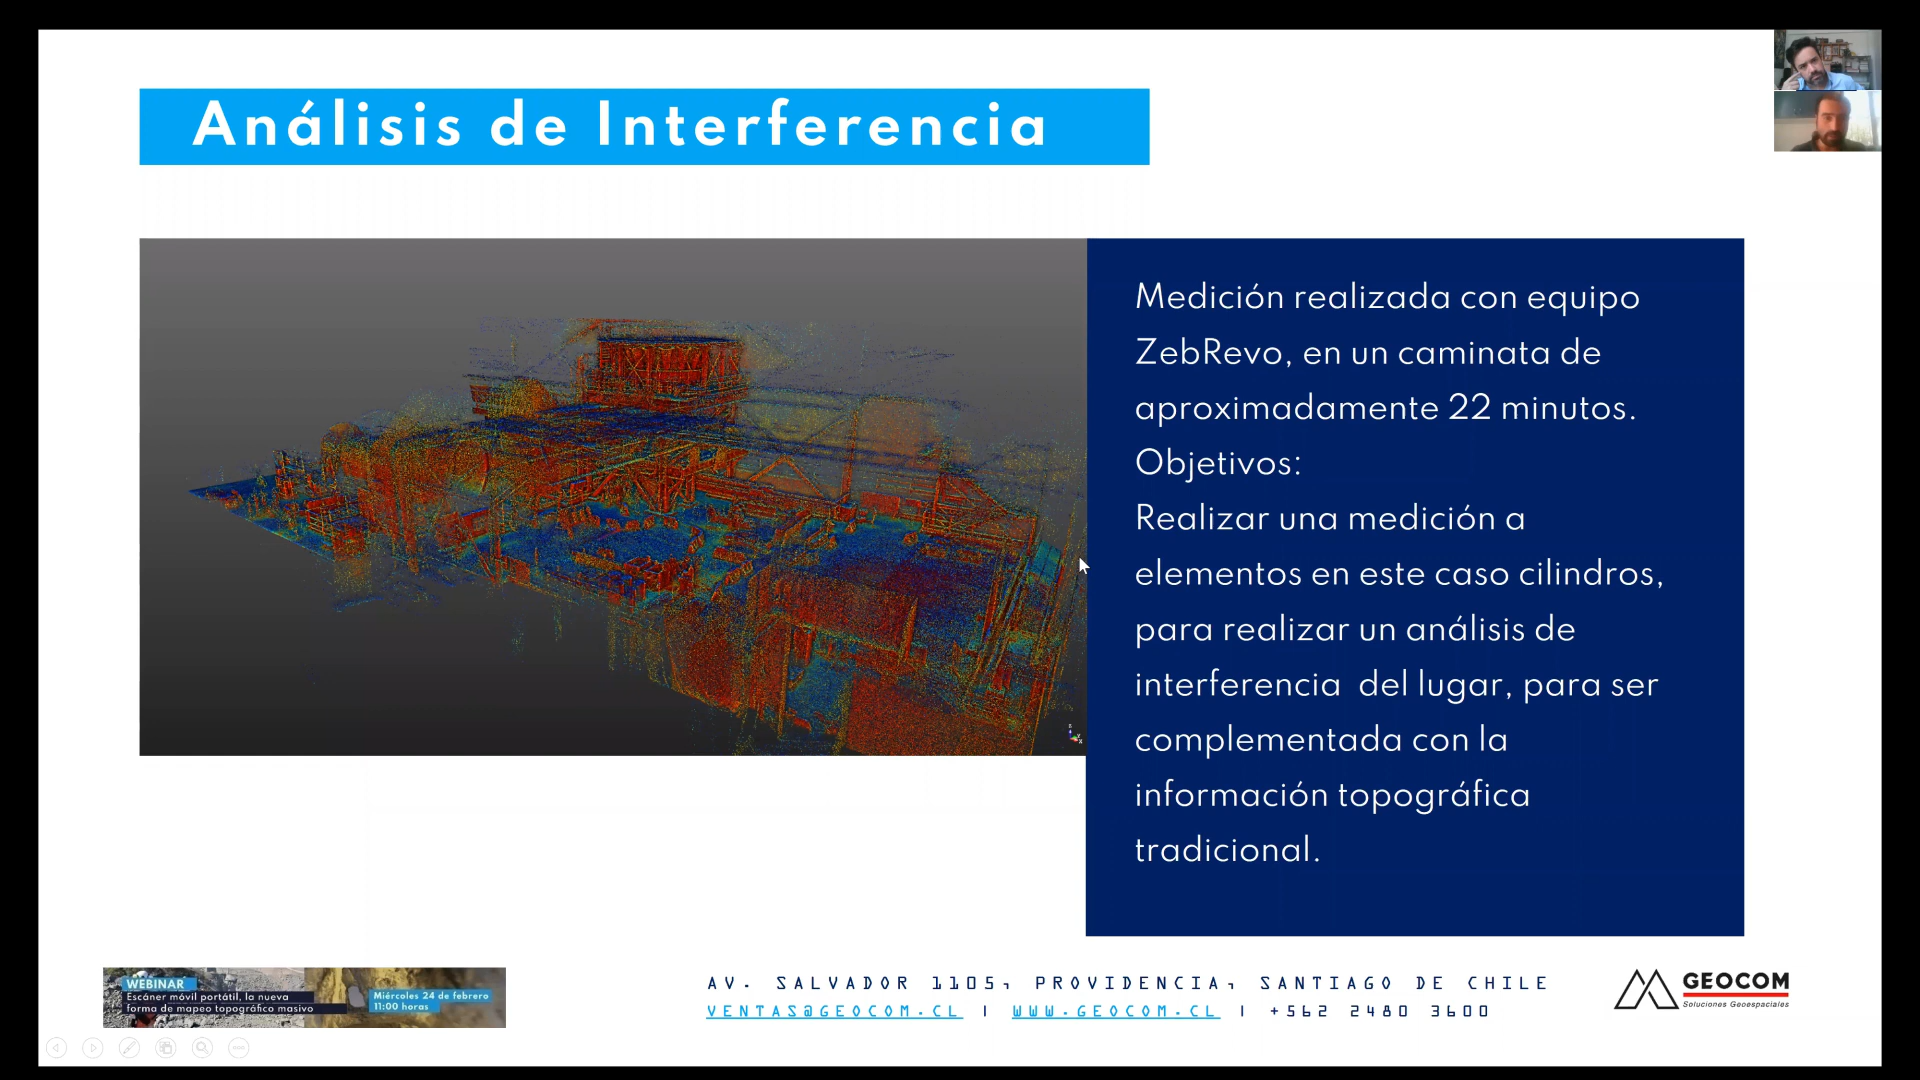 Análisis de Interferencia
Medición realizada con equipo
ZebRevo, en un caminata de
aproximadamente 22 minutos.
Objetivos:
Realizar una medición a
elementos en este caso cilindros,
para realizar un análisis de
interferencia del lugar, para ser
complementada con la
información topográfica
tradicional.
WEBINAR
Escáner móvil portátil, la nueva
forma de mapeo topográfico masivo
Miércoles 24 de febrero
11:00 horas
AV. SALVADOR 1105, PROVIDENCIA, SANTIAGO DE CHILE
VENTAS@GEOCOM.CL | WWW.GEOCOM.CL | +562 2480 3600
GEOCOM
Soluciones Geoespaciales